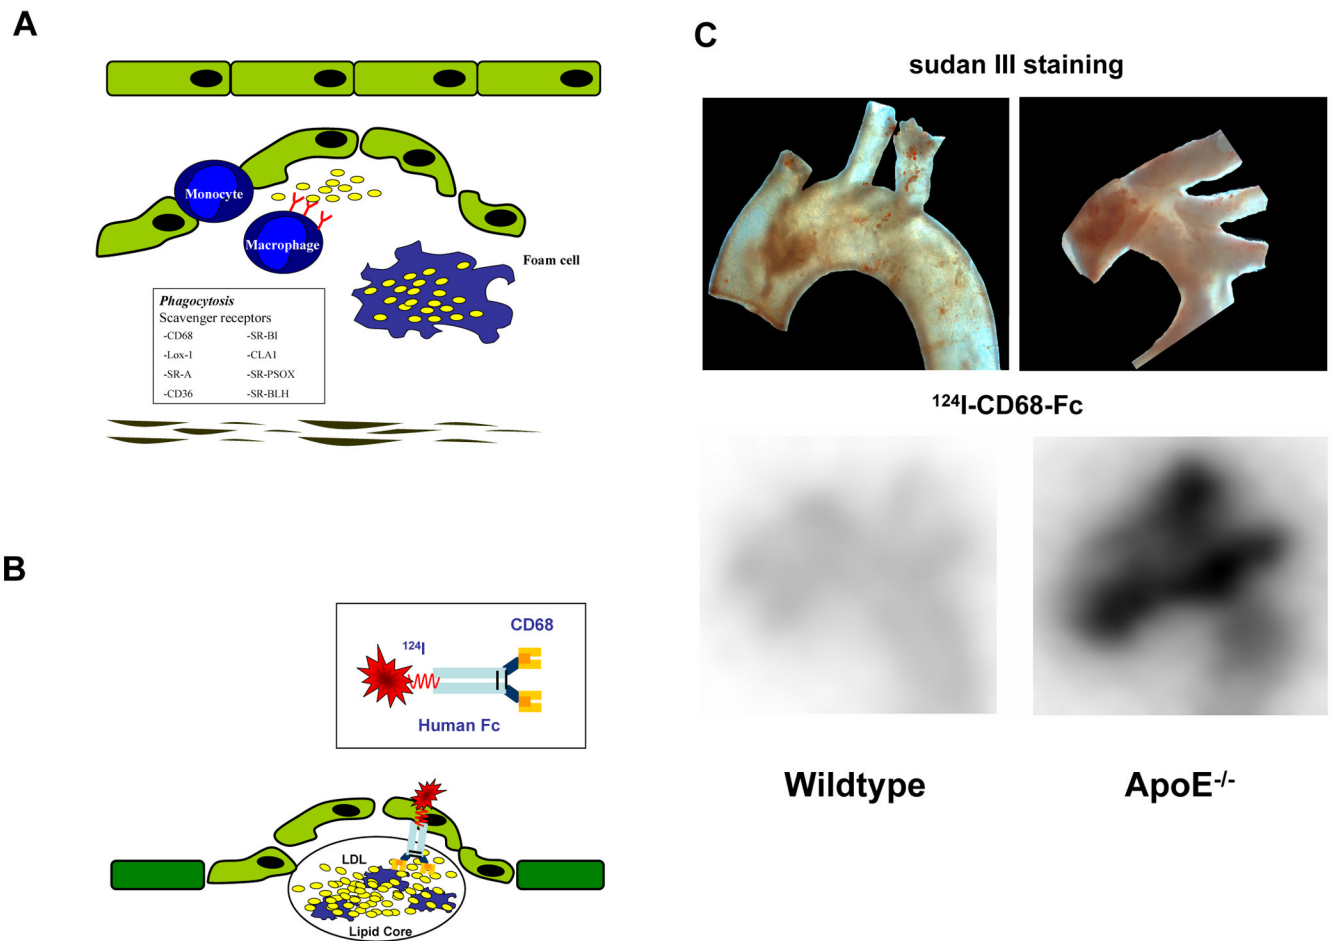 A
Monocyte
Macrophage
Foam cell
Phagocytosis
Scavenger receptors
-CD68 -SR-BI
-Lox-1 -CLA1
-SR-A -SR-PSOX
-CD36 -SR-BLH
B
CD68
¹²⁴I
Human Fc
LDL
Lipid Core
C
sudan III staining
¹²⁴I-CD68-Fc
Wildtype ApoE⁻/⁻